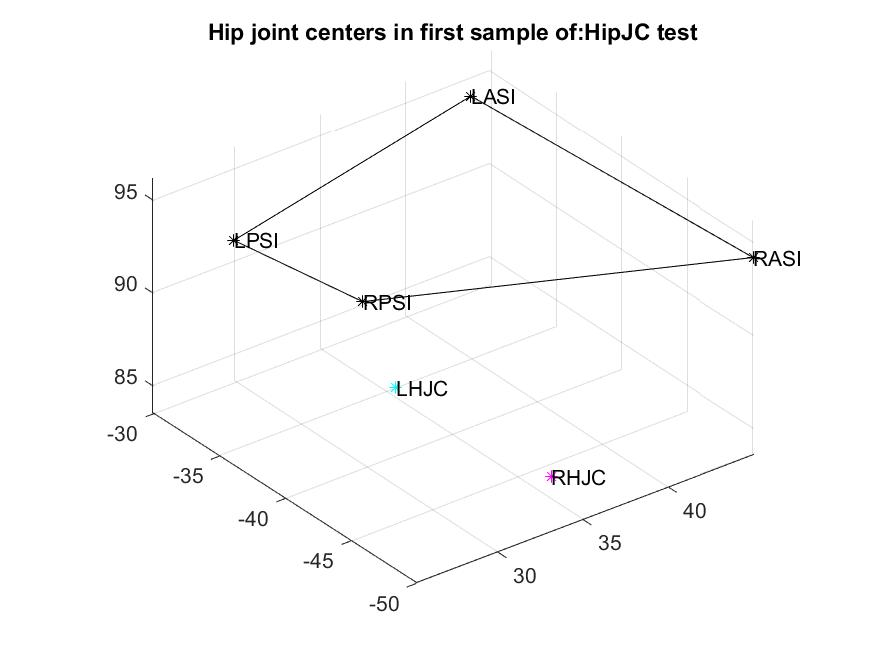 Hip joint centers in first sample of:HipJC test
LASI
95
LPSI
RASI
90
RPSI
85
LHJC
-30
-35
RHJC
40
-40
35
-45
30
-50